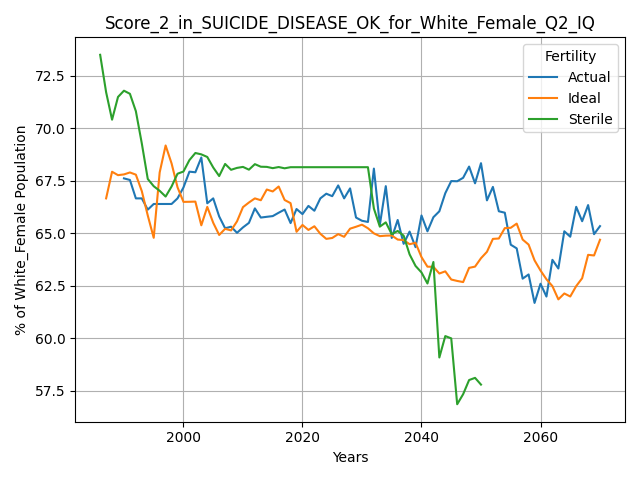 Score_2_in_SUICIDE_DISEASE_OK_for_White_Female_Q2_IQ
Fertility
Actual
Ideal
Sterile
% of White_Female Population
72.5
70.0
67.5
65.0
62.5
60.0
57.5
2000
2020
2040
2060
Years